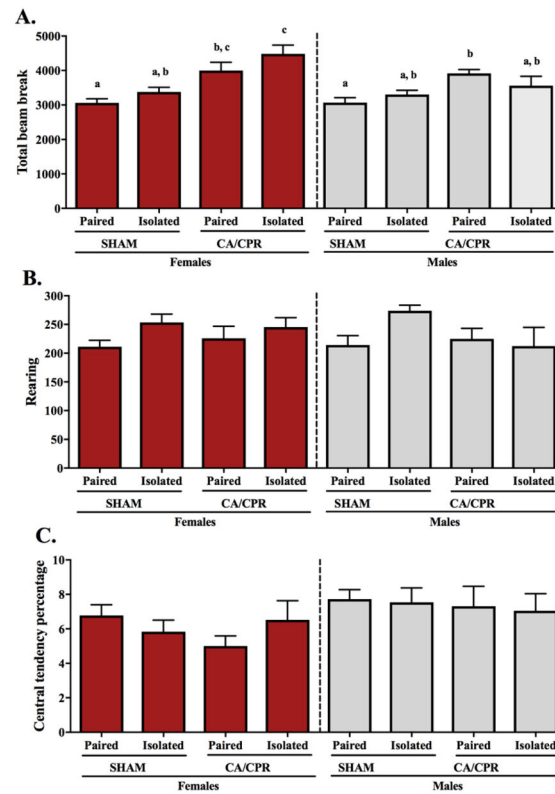 A.
Total beam break
5000
4000
3000
2000
1000
0
a
a, b
b, c
c
a
a, b
b
a, b
Paired Isolated Paired Isolated Paired Isolated Paired Isolated
SHAM CA/CPR SHAM CA/CPR
Females Males
B.
Rearing
300
250
200
150
100
50
0
Paired Isolated Paired Isolated Paired Isolated Paired Isolated
SHAM CA/CPR SHAM CA/CPR
Females Males
C.
Central tendency percentage
10
8
6
4
2
0
Paired Isolated Paired Isolated Paired Isolated Paired Isolated
SHAM CA/CPR SHAM CA/CPR
Females Males